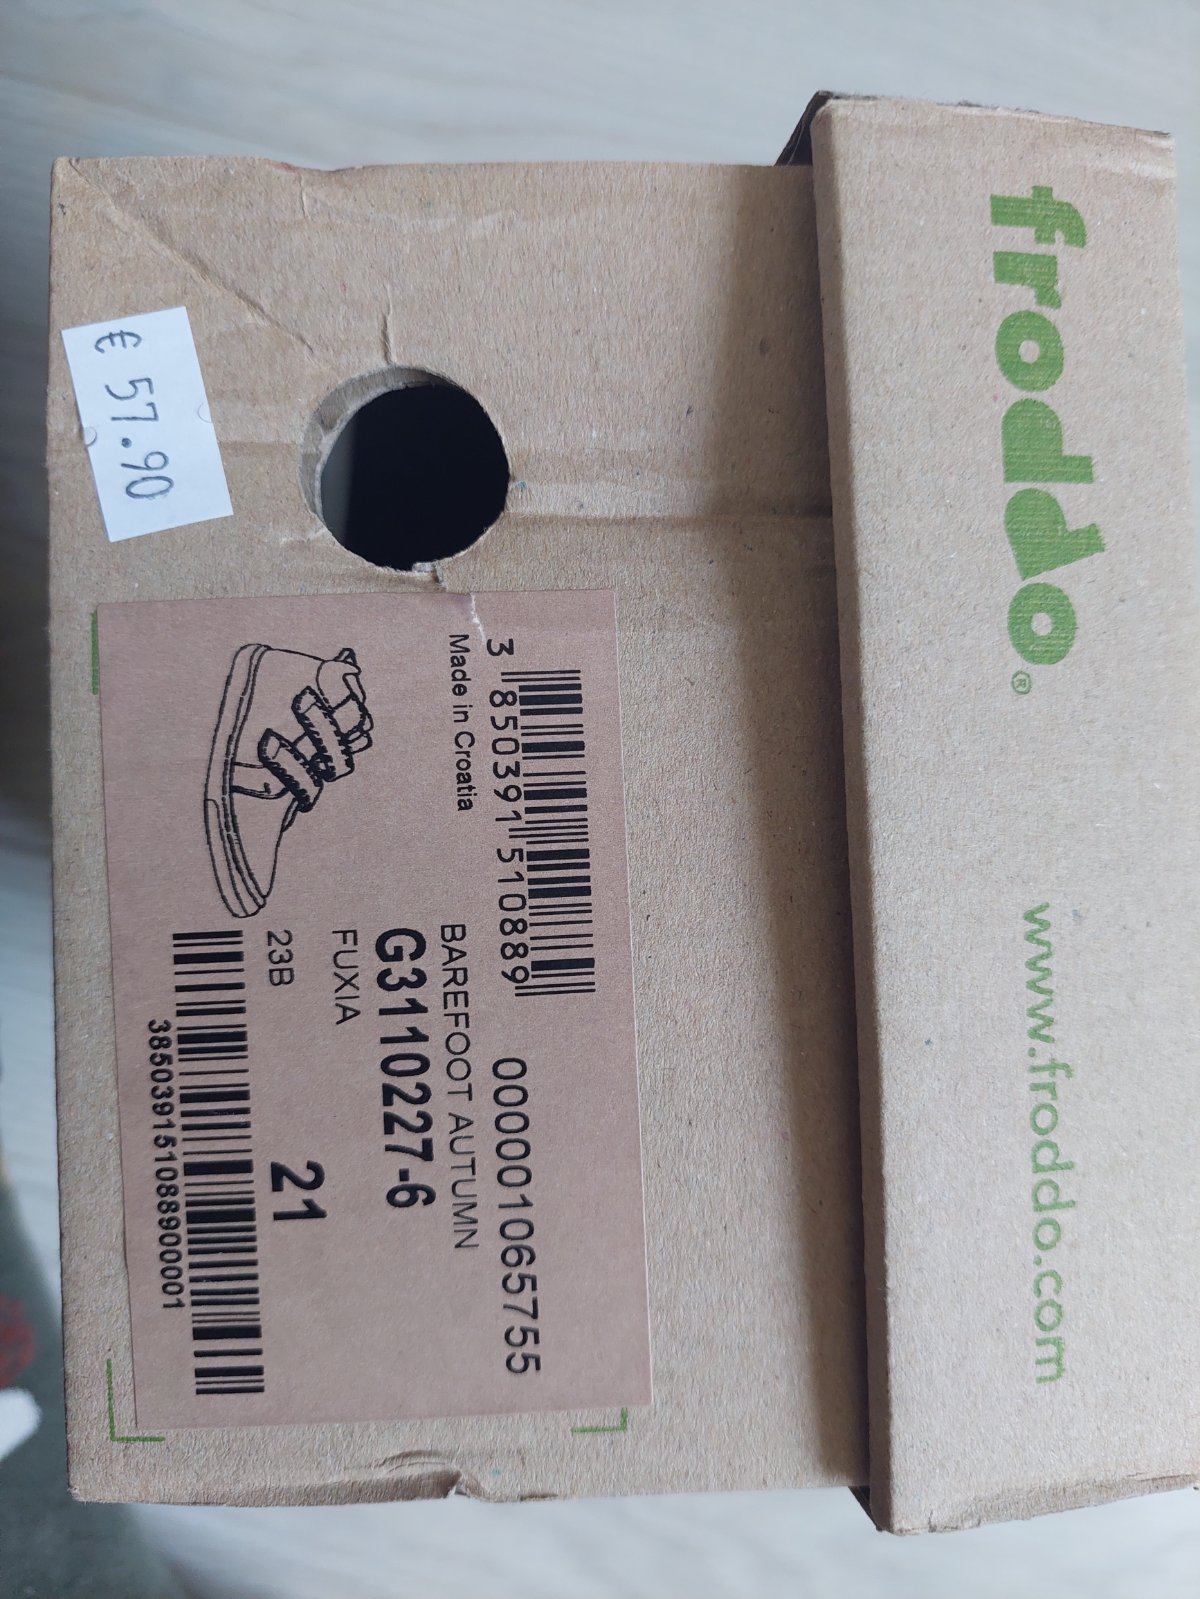 froddo®
www.froddo.com
€ 57.90
3 850391 510889
000001065755
Made in Croatia
BAREFOOT AUTUMN
G3110227-6
FUXIA
23B
21
385039151088900001